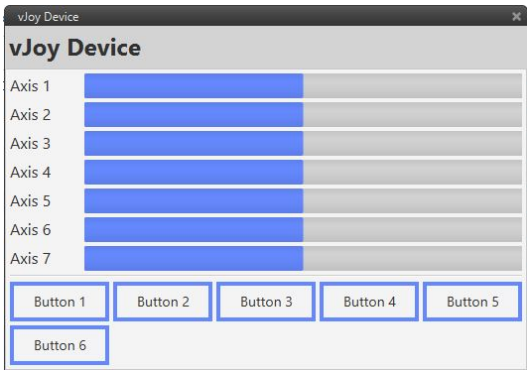 vJoy Device
vJoy Device
Axis 1
Axis 2
Axis 3
Axis 4
Axis 5
Axis 6
Axis 7
Button 1 Button 2 Button 3 Button 4 Button 5
Button 6